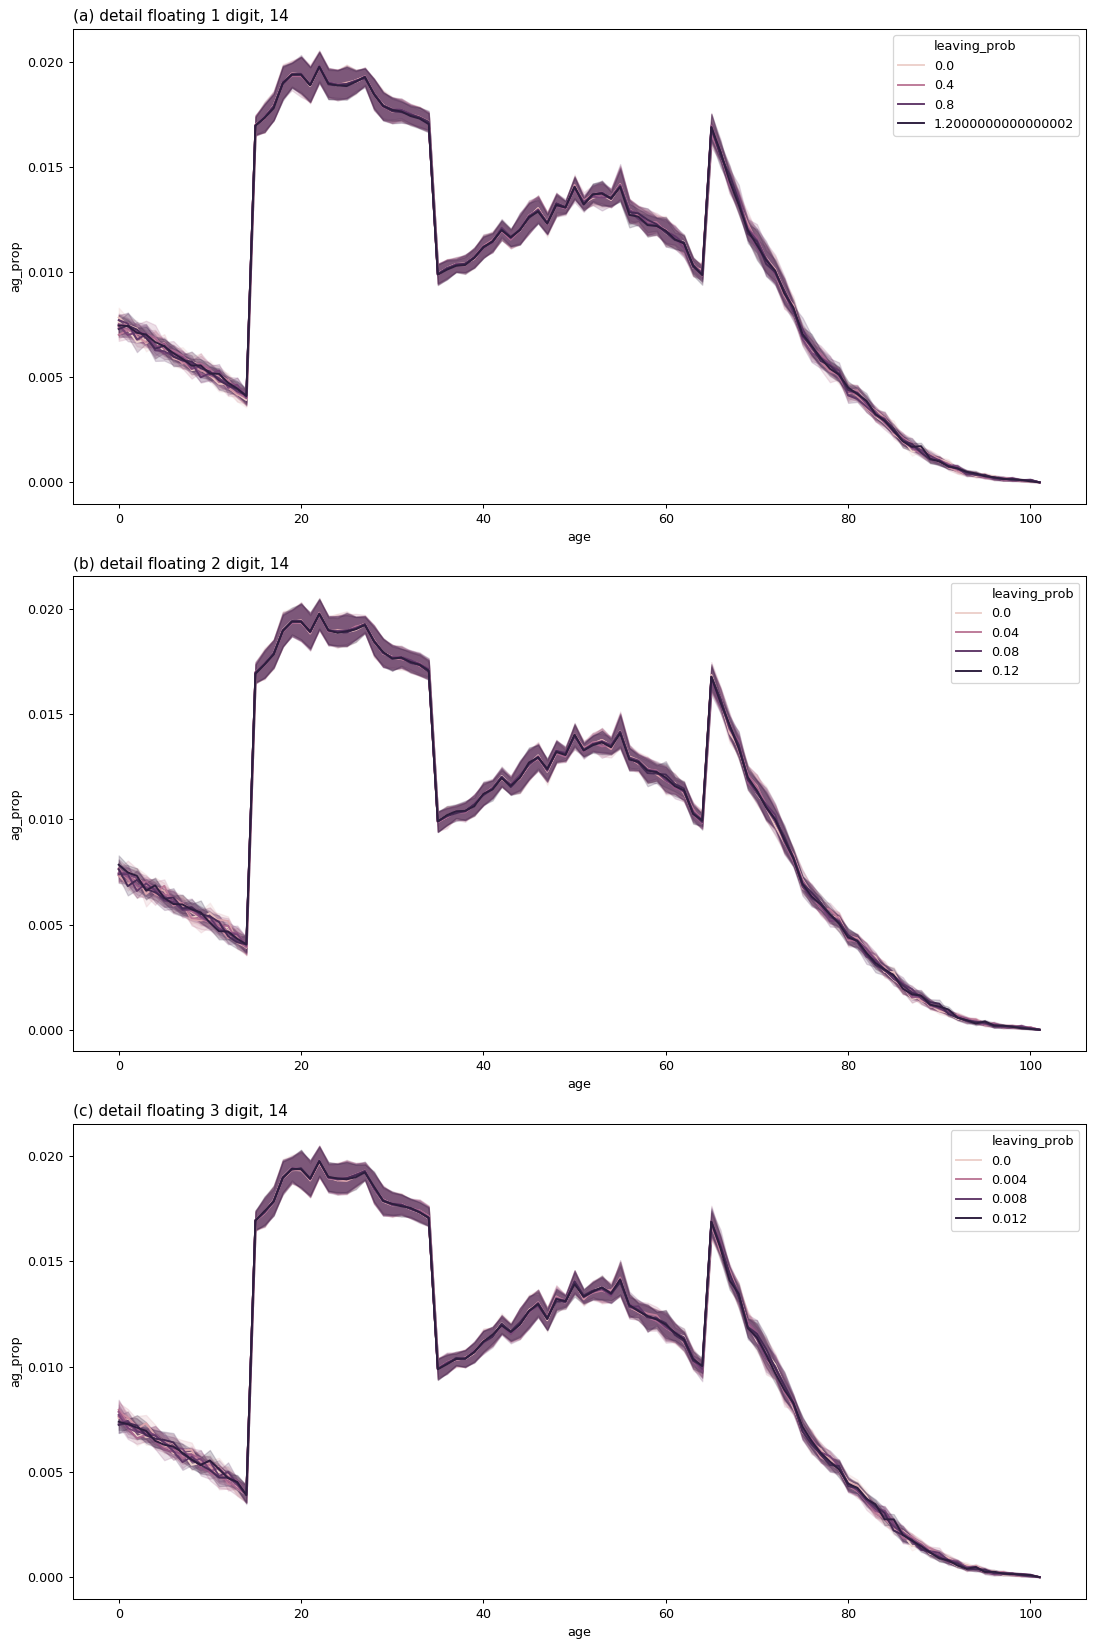 (a) detail floating 1 digit, 14
leaving_prob
0.0
0.4
0.8
1.2000000000000002
0.020
0.015
0.010
0.005
0.000
ag_prop
0 20 40 60 80 100
age
(b) detail floating 2 digit, 14
leaving_prob
0.0
0.04
0.08
0.12
0.020
0.015
0.010
0.005
0.000
ag_prop
0 20 40 60 80 100
age
(c) detail floating 3 digit, 14
leaving_prob
0.0
0.004
0.008
0.012
0.020
0.015
0.010
0.005
0.000
ag_prop
0 20 40 60 80 100
age